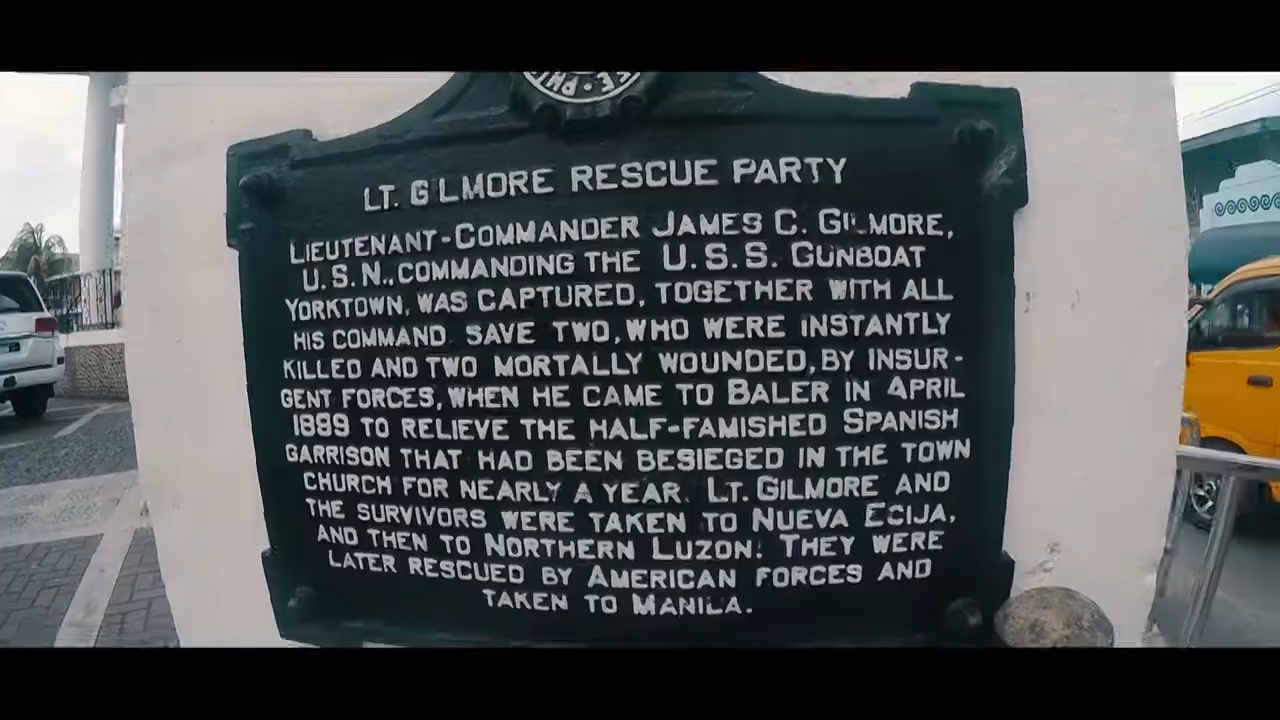 LT. GILMORE RESCUE PARTY
LIEUTENANT-COMMANDER JAMES C. GILMORE,
U.S.N., COMMANDING THE U.S.S. GUNBOAT
YORKTOWN, WAS CAPTURED, TOGETHER WITH ALL
HIS COMMAND SAVE TWO, WHO WERE INSTANTLY
KILLED AND TWO MORTALLY WOUNDED, BY INSUR-
GENT FORCES, WHEN HE CAME TO BALER IN APRIL
1899 TO RELIEVE THE HALF-FAMISHED SPANISH
GARRISON THAT HAD BEEN BESIEGED IN THE TOWN
CHURCH FOR NEARLY A YEAR. LT. GILMORE AND
THE SURVIVORS WERE TAKEN TO NUEVA ECIJA,
AND THEN TO NORTHERN LUZON. THEY WERE
LATER RESCUED BY AMERICAN FORCES AND
TAKEN TO MANILA.